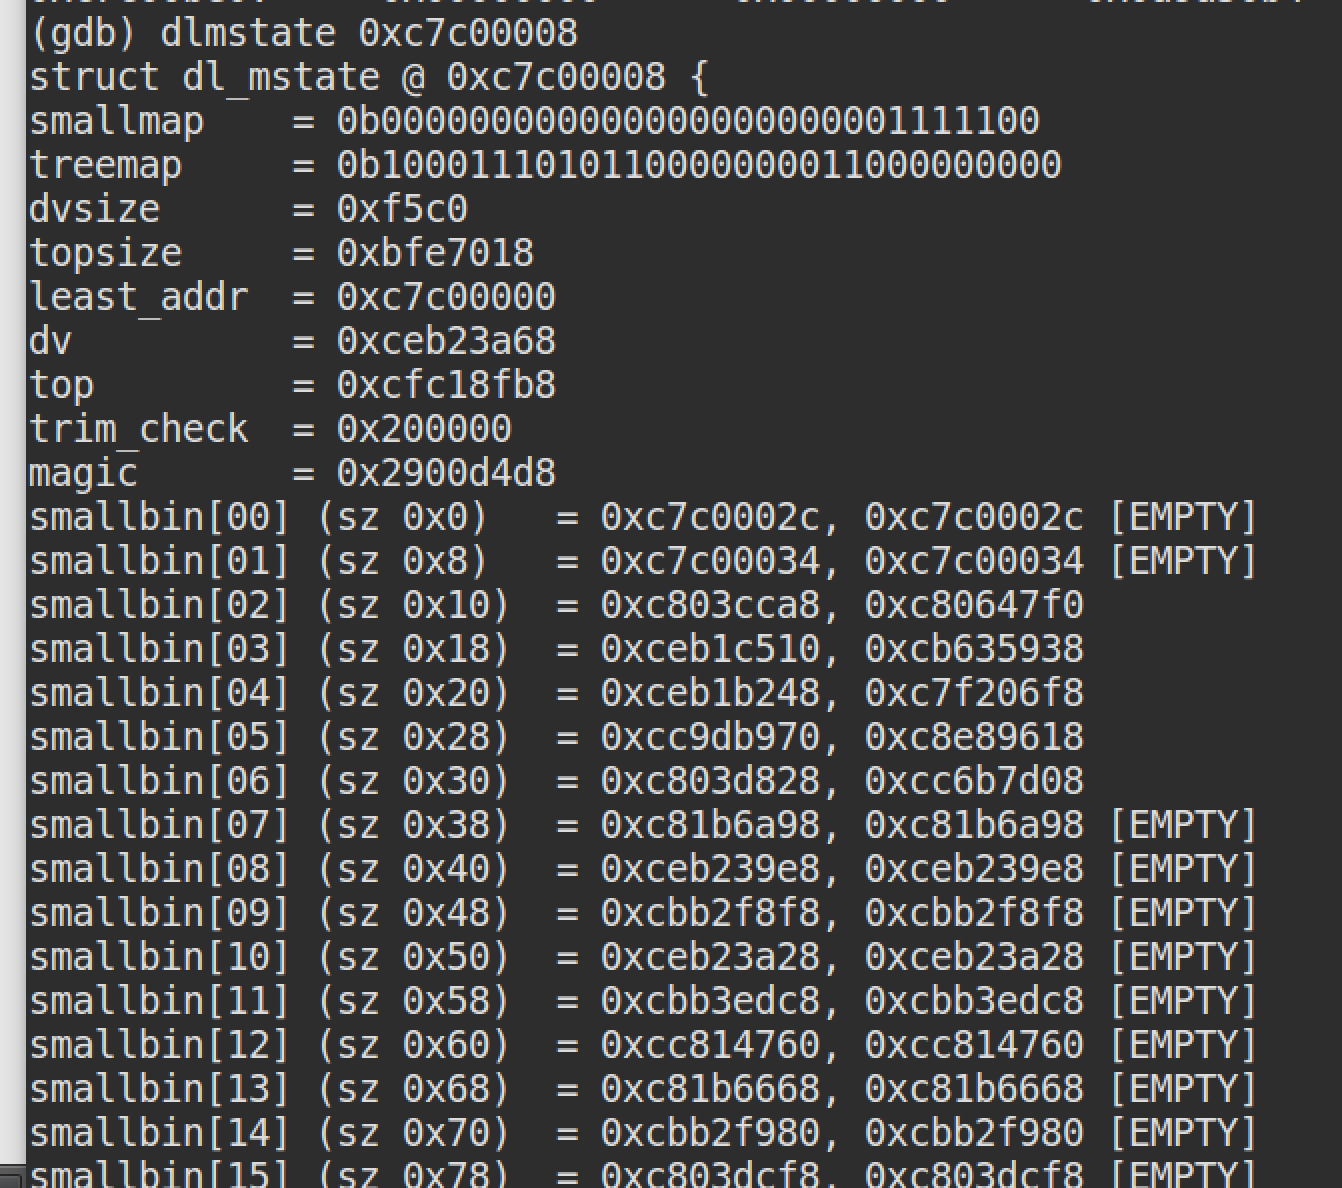 (gdb) dlmstate 0xc7c00008
struct dl_mstate @ 0xc7c00008 {
smallmap = 0b0000000000000000000000001111100
treemap = 0b1000111010110000000011000000000
dvsize = 0xf5c0
topsize = 0xbfe7018
least_addr = 0xc7c00000
dv = 0xceb23a68
top = 0xcfc18fb8
trim_check = 0x200000
magic = 0x2900d4d8
smallbin[00] (sz 0x0) = 0xc7c0002c, 0xc7c0002c [EMPTY]
smallbin[01] (sz 0x8) = 0xc7c00034, 0xc7c00034 [EMPTY]
smallbin[02] (sz 0x10) = 0xc803cca8, 0xc80647f0
smallbin[03] (sz 0x18) = 0xceb1c510, 0xcb635938
smallbin[04] (sz 0x20) = 0xceb1b248, 0xc7f206f8
smallbin[05] (sz 0x28) = 0xcc9db970, 0xc8e89618
smallbin[06] (sz 0x30) = 0xc803d828, 0xcc6b7d08
smallbin[07] (sz 0x38) = 0xc81b6a98, 0xc81b6a98 [EMPTY]
smallbin[08] (sz 0x40) = 0xceb239e8, 0xceb239e8 [EMPTY]
smallbin[09] (sz 0x48) = 0xcbb2f8f8, 0xcbb2f8f8 [EMPTY]
smallbin[10] (sz 0x50) = 0xceb23a28, 0xceb23a28 [EMPTY]
smallbin[11] (sz 0x58) = 0xcbb3edc8, 0xcbb3edc8 [EMPTY]
smallbin[12] (sz 0x60) = 0xcc814760, 0xcc814760 [EMPTY]
smallbin[13] (sz 0x68) = 0xc81b6668, 0xc81b6668 [EMPTY]
smallbin[14] (sz 0x70) = 0xcbb2f980, 0xcbb2f980 [EMPTY]
smallbin[15] (sz 0x78) = 0xc803dcf8, 0xc803dcf8 [EMPTY]